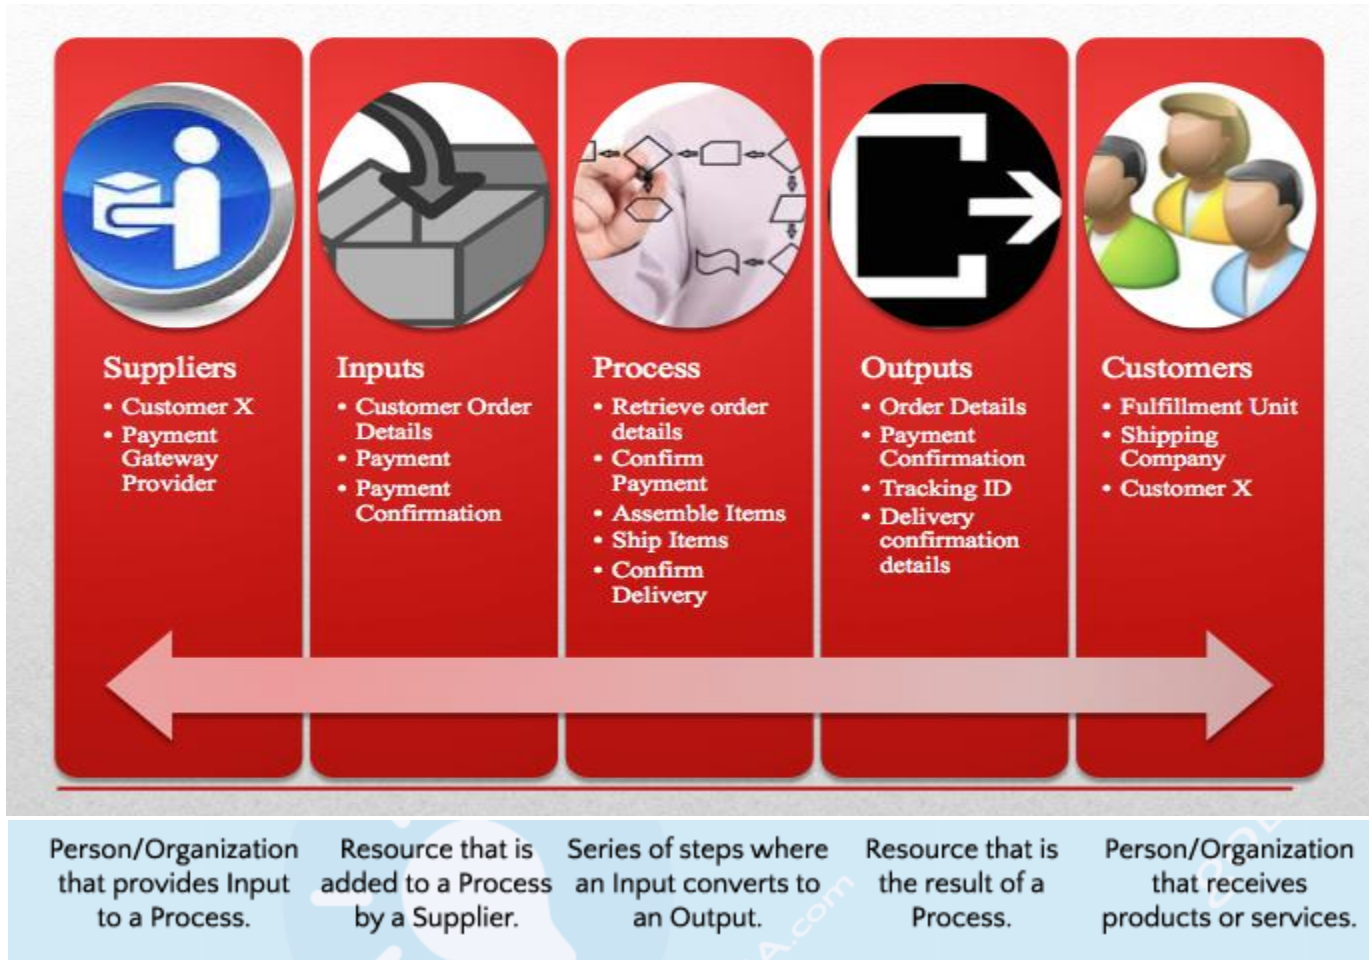 Suppliers
• Customer X
• Payment
Gateway
Provider
Inputs
• Customer Order
Details
• Payment
• Payment
Confirmation
Process
• Retrieve order
details
• Confirm
Payment
• Assemble Items
• Ship Items
• Confirm
Delivery
Outputs
• Order Details
• Payment
Confirmation
• Tracking ID
• Delivery
confirmation
details
Customers
• Fulfillment Unit
• Shipping
Company
• Customer X
Person/Organization
that provides Input
to a Process.
Resource that is
added to a Process
by a Supplier.
Series of steps where
an Input converts to
an Output.
Resource that is
the result of a
Process.
Person/Organization
that receives
products or services.